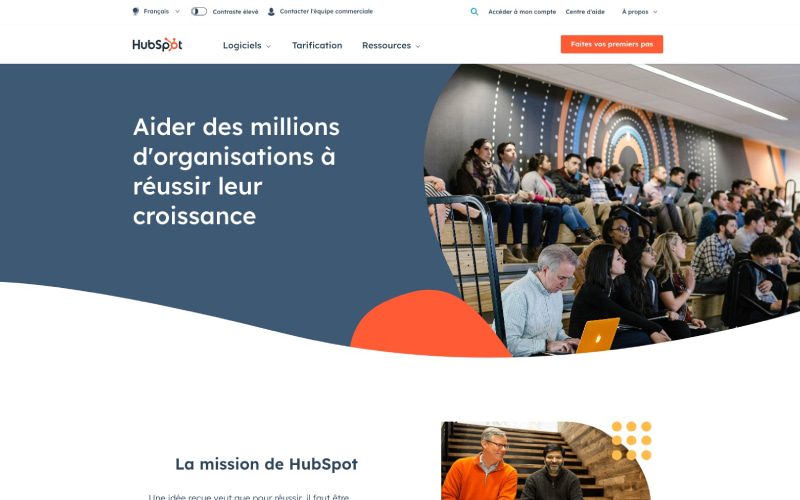 Français
Contraste élevé
Contacter l'équipe commerciale
Accéder à mon compte
Centre d'aide
À propos
HubSpot
Logiciels
Tarification
Ressources
Faites vos premiers pas
Aider des millions
d'organisations à
réussir leur
croissance
La mission de HubSpot
Une idée reçue veut que pour réussir, il faut être